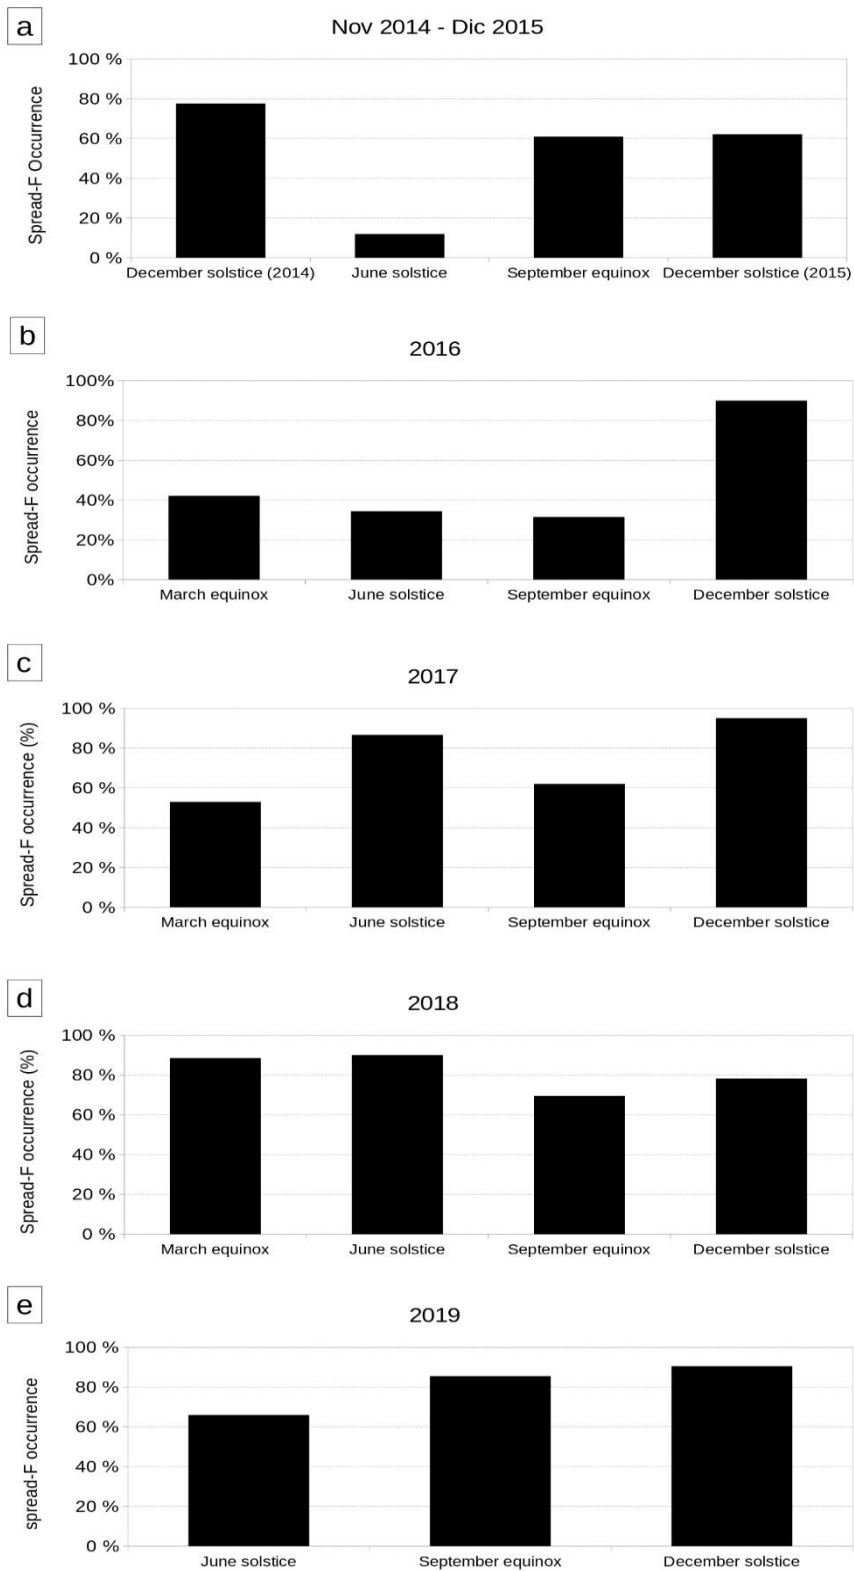 a
Nov 2014 - Dic 2015
Spread-F Occurrence
100 %
80 %
60 %
40 %
20 %
0 %
December solstice (2014) June solstice September equinox December solstice (2015)
b
2016
Spread-F occurrence
100%
80%
60%
40%
20%
0%
March equinox June solstice September equinox December solstice
c
2017
Spread-F occurrence (%)
100 %
80 %
60 %
40 %
20 %
0 %
March equinox June solstice September equinox December solstice
d
2018
Spread-F occurrence (%)
100 %
80 %
60 %
40 %
20 %
0 %
March equinox June solstice September equinox December solstice
e
2019
spread-F occurrence
100 %
80 %
60 %
40 %
20 %
0 %
June solstice September equinox December solstice